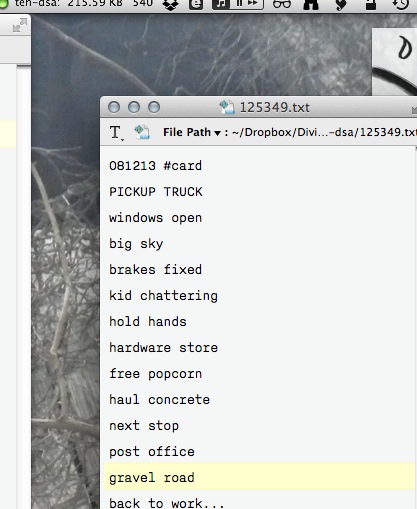 ten-dsa: 215.59 KB 540
125349.txt
T File Path ▾ : ~/Dropbox/Divi...-dsa/125349.txt
081213 #card
PICKUP TRUCK
windows open
big sky
brakes fixed
kid chattering
hold hands
hardware store
free popcorn
haul concrete
next stop
post office
gravel road
back to work...